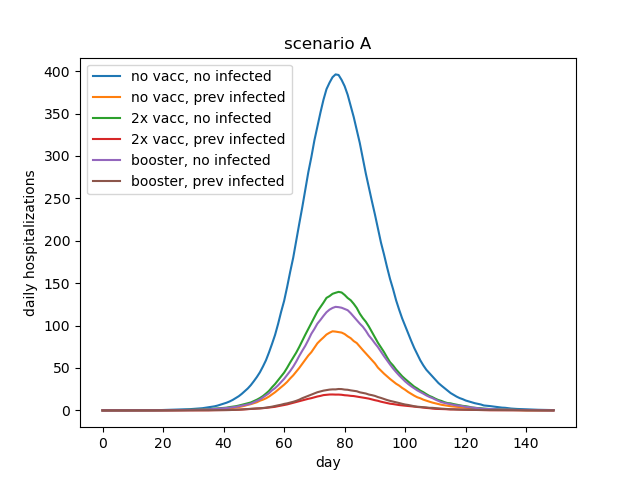 scenario A
daily hospitalizations
400
350
300
250
200
150
100
50
0
no vacc, no infected
no vacc, prev infected
2x vacc, no infected
2x vacc, prev infected
booster, no infected
booster, prev infected
0 20 40 60 80 100 120 140
day